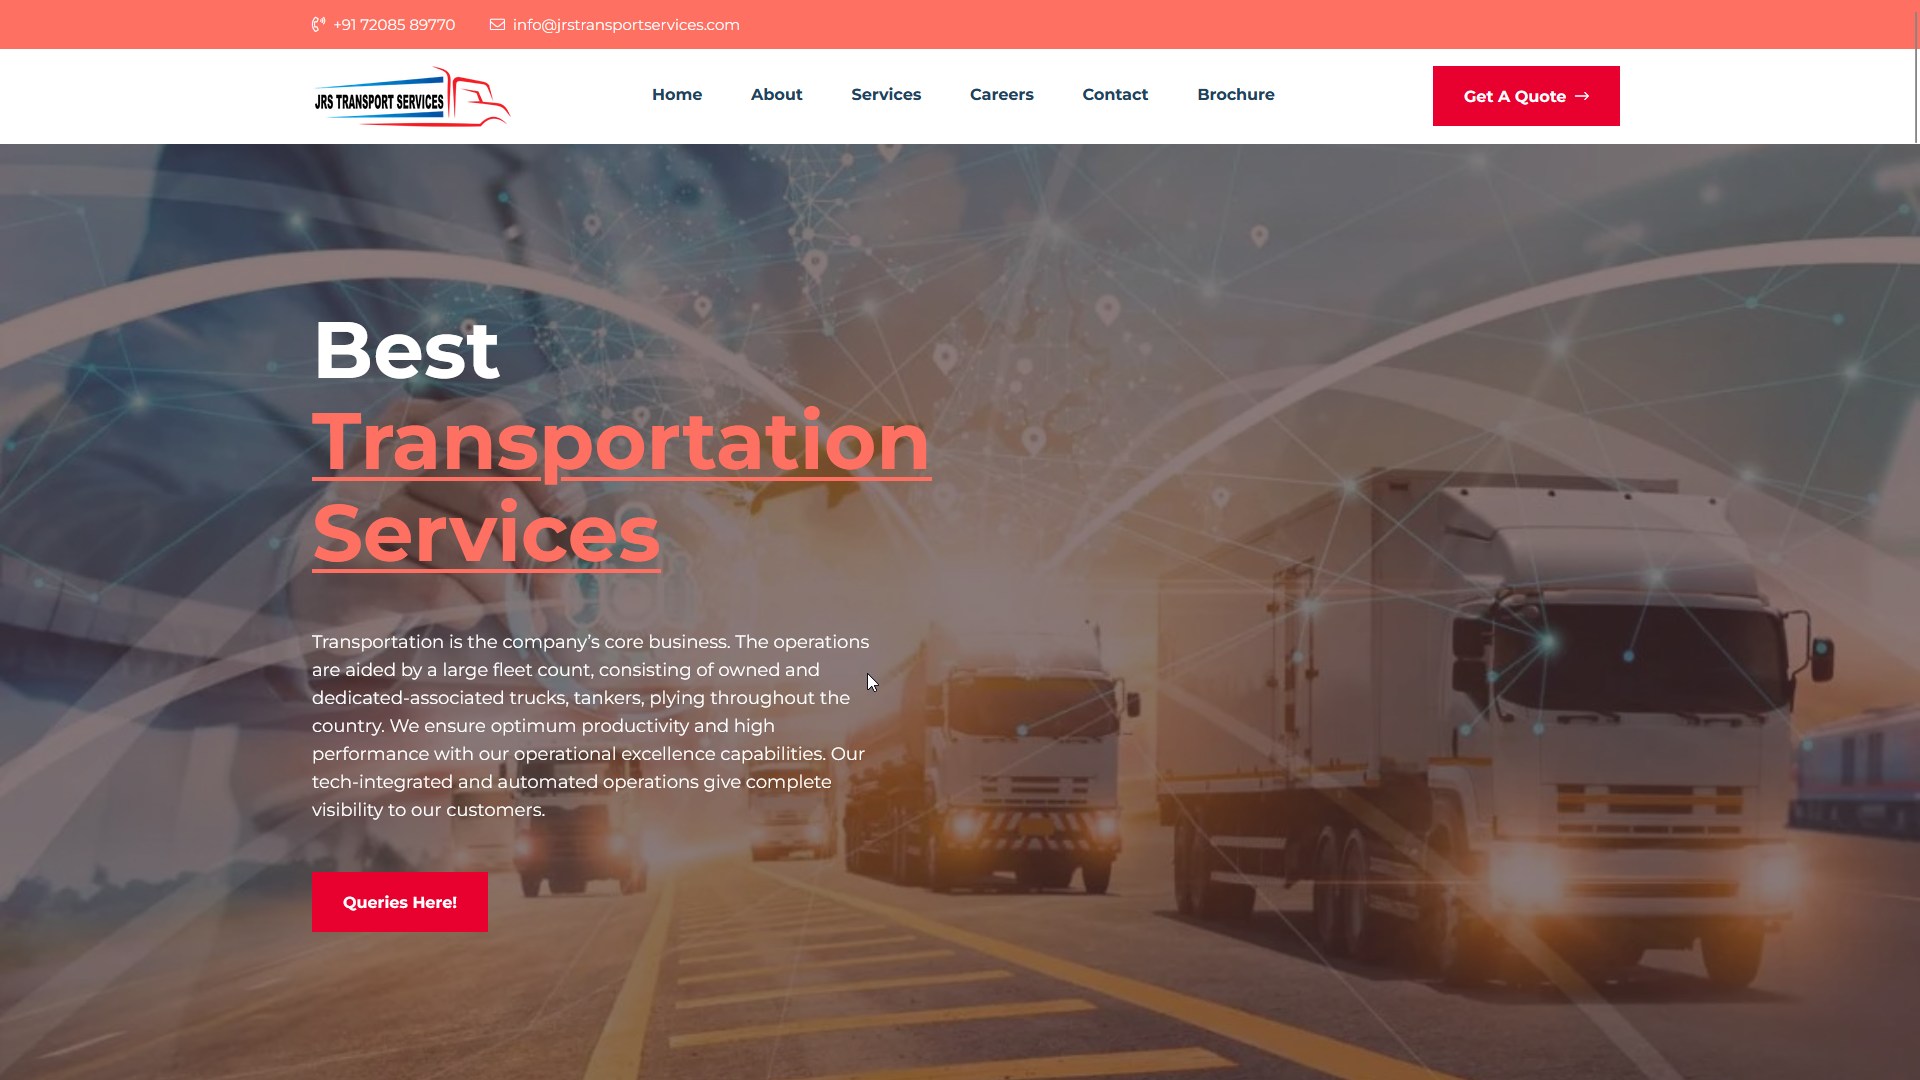 +91 72085 89770
info@jrstransportservices.com
JRS TRANSPORT SERVICES
Home
About
Services
Careers
Contact
Brochure
Get A Quote
Best
Transportation
Services
Transportation is the company’s core business. The operations
are aided by a large fleet count, consisting of owned and
dedicated-associated trucks, tankers, plying throughout the
country. We ensure optimum productivity and high
performance with our operational excellence capabilities. Our
tech-integrated and automated operations give complete
visibility to our customers.
Queries Here!